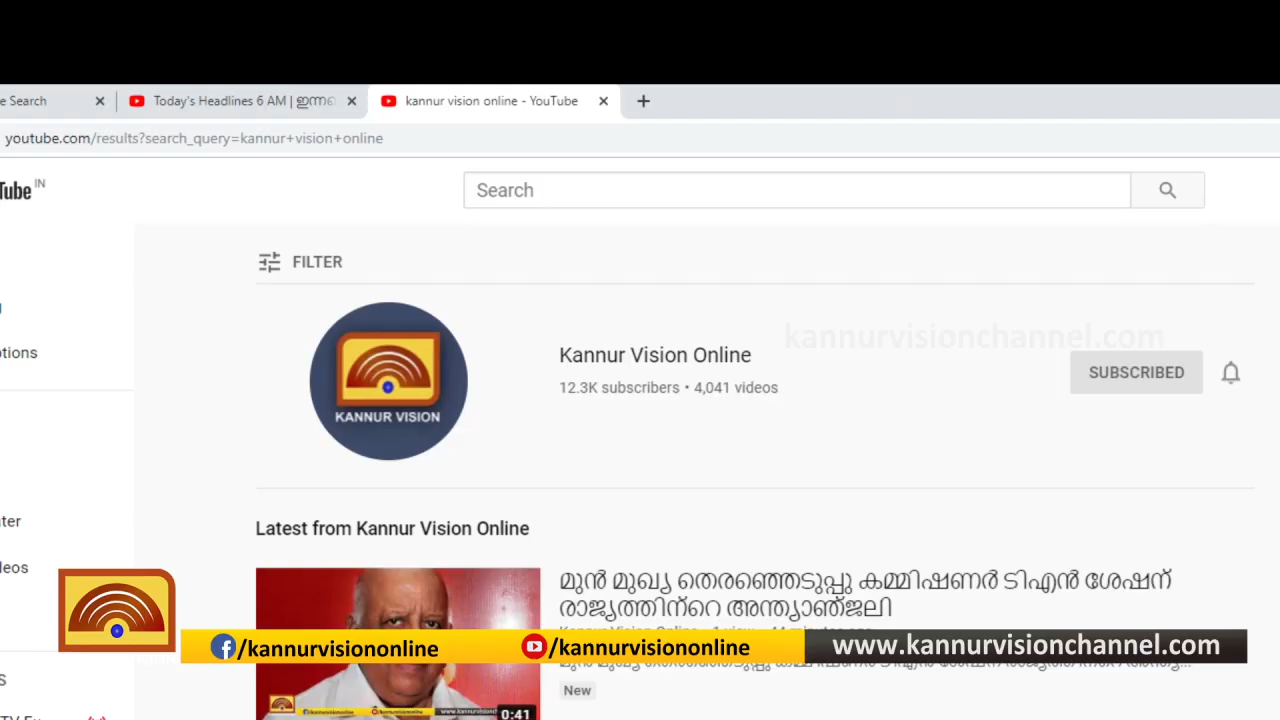 e Search
Today's Headlines 6 AM | ഇന്നത്
kannur vision online - YouTube
youtube.com/results?search_query=kannur+vision+online
Tube IN
Search
FILTER
KANNUR VISION
Kannur Vision Online
12.3K subscribers • 4,041 videos
kannurvisionchannel.com
SUBSCRIBED
ptions
Latest from Kannur Vision Online
മുൻ മുഖ്യ തെരഞ്ഞെടുപ്പു കമ്മിഷണർ ടിഎൻ ശേഷന്
രാജ്യത്തിന്റെ അന്ത്യാഞ്ജലി
New
0:41
/kannurvisiononline
/kannurvisiononline
www.kannurvisionchannel.com